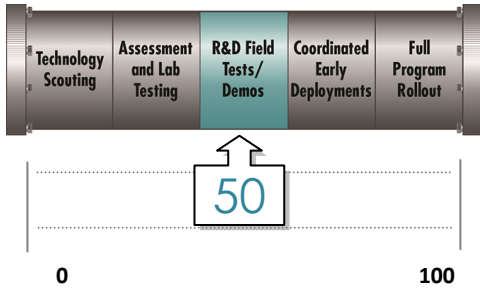 Technology
Scouting
Assessment
and Lab
Testing
R&D Field
Tests/
Demos
Coordinated
Early
Deployments
Full
Program
Rollout
50
0
100